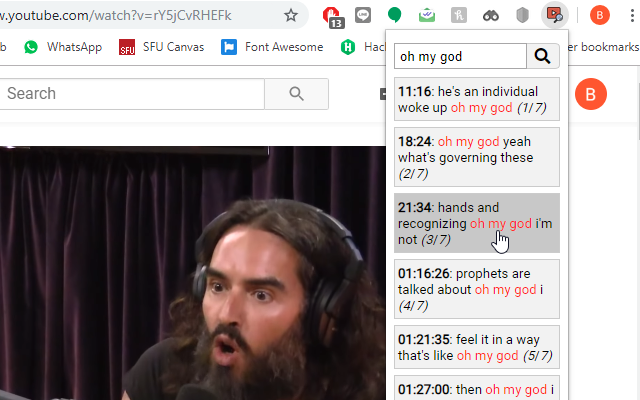 w.youtube.com/watch?v=rY5jCvRHEFk
13
B
WhatsApp
SFU
SFU Canvas
Font Awesome
Hac
er bookmarks
oh my god
Search
B
11:16: he's an individual
woke up oh my god (1/7)
18:24: oh my god yeah
what's governing these
(2/7)
21:34: hands and
recognizing oh my god i'm
not (3/7)
01:16:26: prophets are
talked about oh my god i
(4/7)
01:21:35: feel it in a way
that's like oh my god (5/7)
01:27:00: then oh my god i